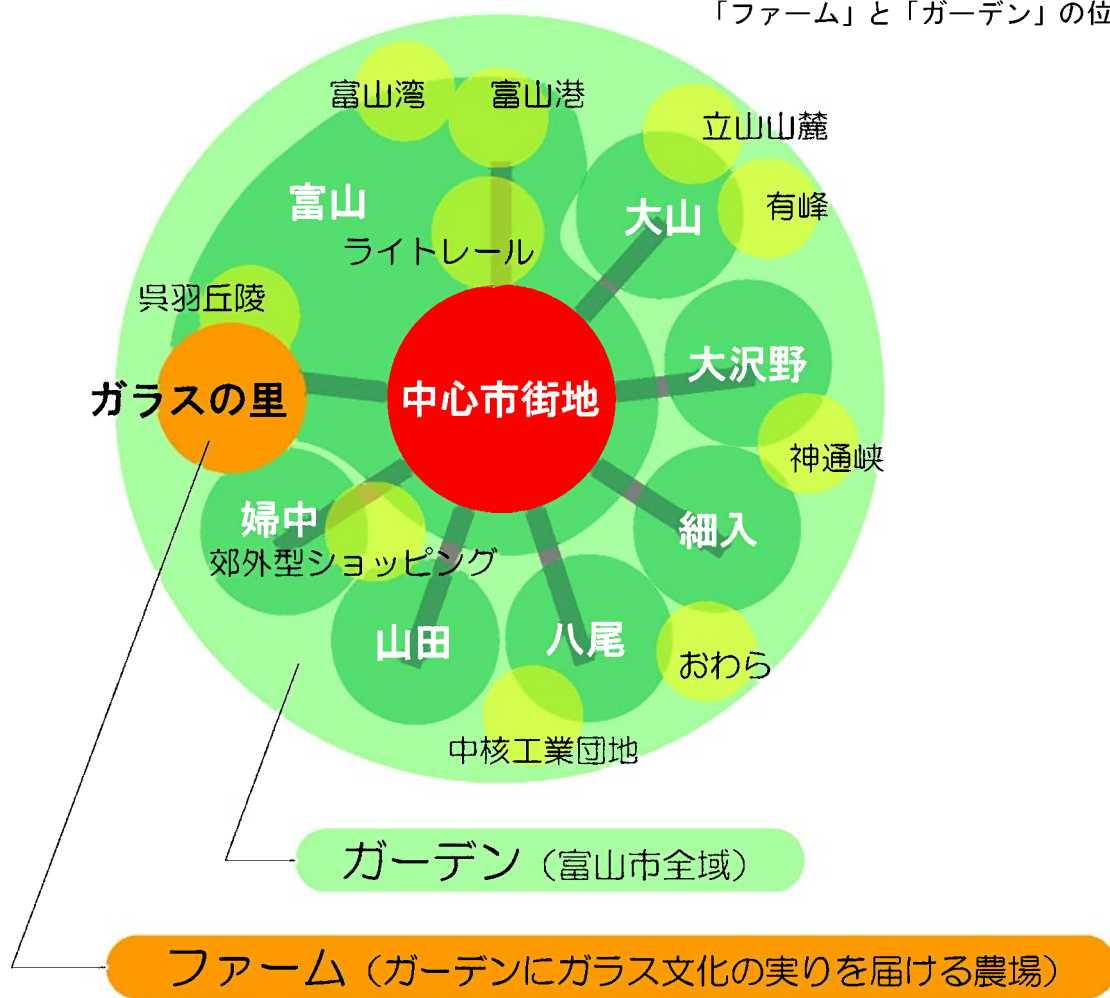 「ファーム」と「ガーデン」の位
富山湾
富山港
立山山麓
富山
大山
有峰
ライトレール
呉羽丘陵
大沢野
ガラスの里
中心市街地
神通峡
婦中
細入
郊外型ショッピング
山田
八尾
おわら
中核工業団地
ガーデン（富山市全域）
ファーム（ガーデンにガラス文化の実りを届ける農場）